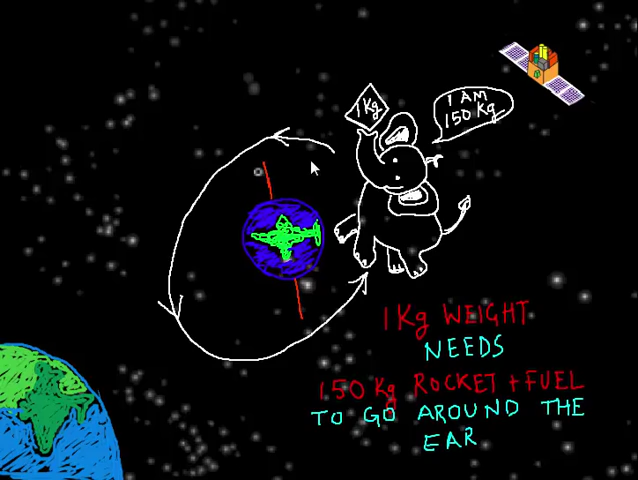 1Kg
I AM
150 Kg
1Kg WEIGHT
NEEDS
150 Kg ROCKET + FUEL
TO GO AROUND THE
EAR